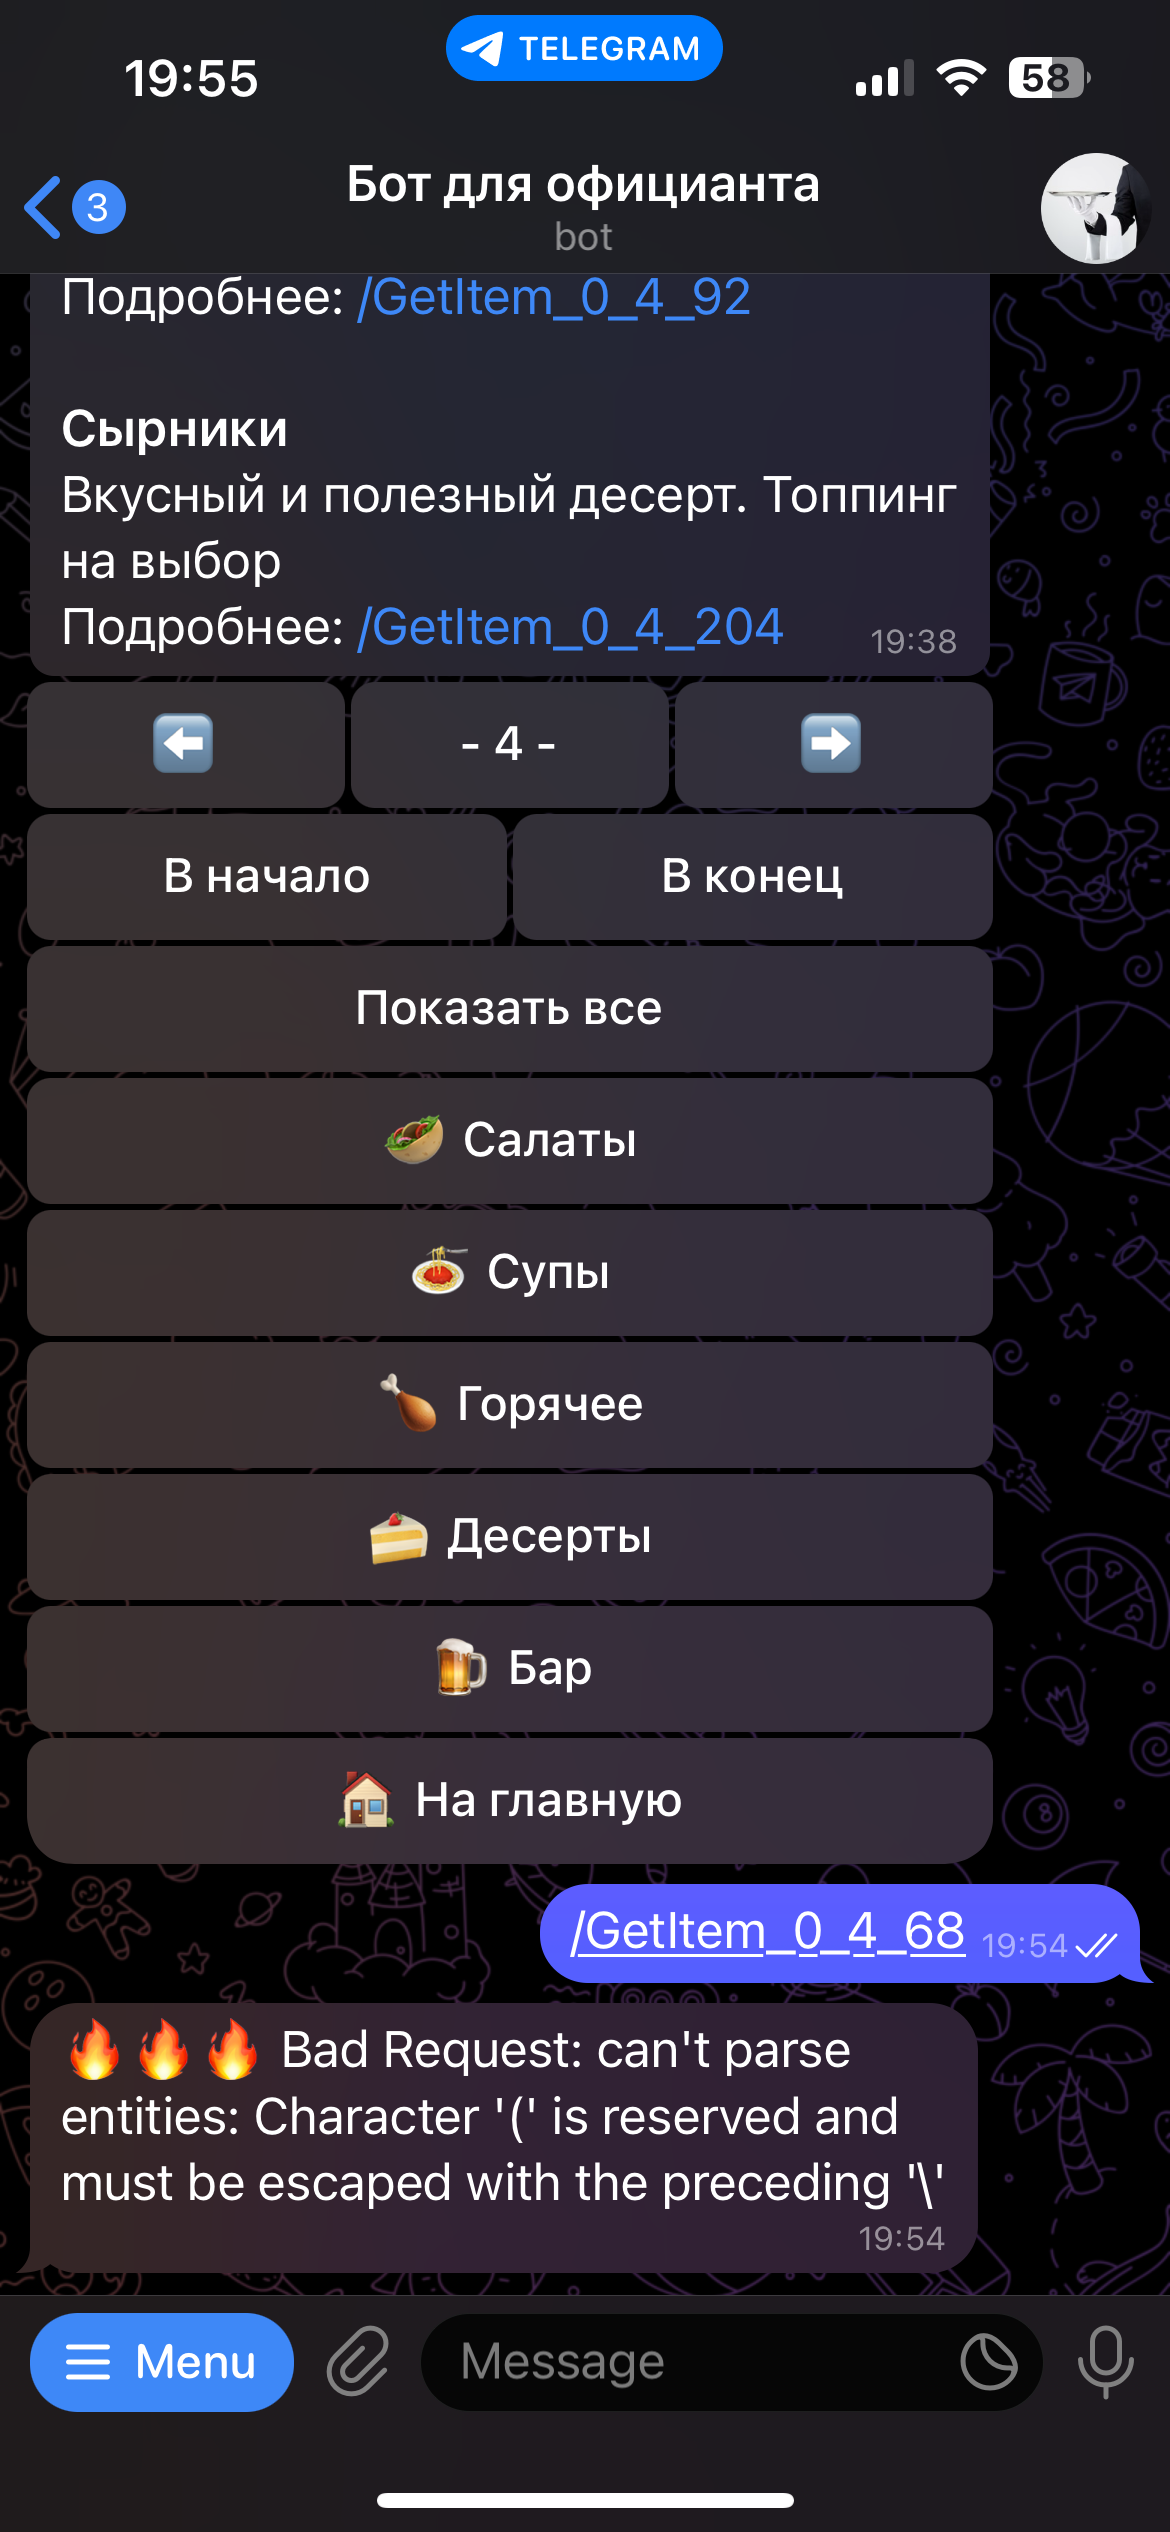 TELEGRAM
19:55
58
3
Бот для официанта
bot
Подробнее: /GetItem_0_4_92
Сырники
Вкусный и полезный десерт. Топпинг
на выбор
Подробнее: /GetItem_0_4_204
19:38
- 4 -
В начало
В конец
Показать все
Салаты
Супы
Горячее
Десерты
Бар
На главную
/GetItem_0_4_68 19:54
Bad Request: can't parse
entities: Character '(' is reserved and
must be escaped with the preceding '\'
19:54
Menu
Message